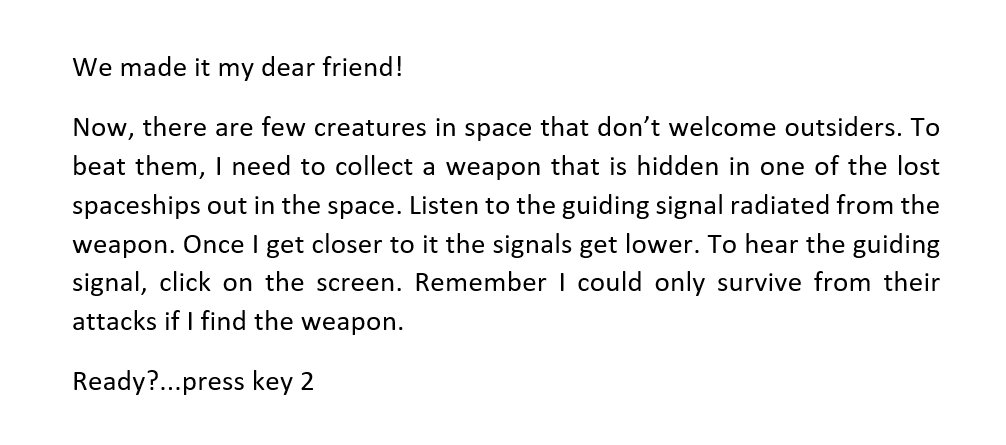 We made it my dear friend!
Now, there are few creatures in space that don’t welcome outsiders. To
beat them, I need to collect a weapon that is hidden in one of the lost
spaceships out in the space. Listen to the guiding signal radiated from the
weapon. Once I get closer to it the signals get lower. To hear the guiding
signal, click on the screen. Remember I could only survive from their
attacks if I find the weapon.
Ready?...press key 2